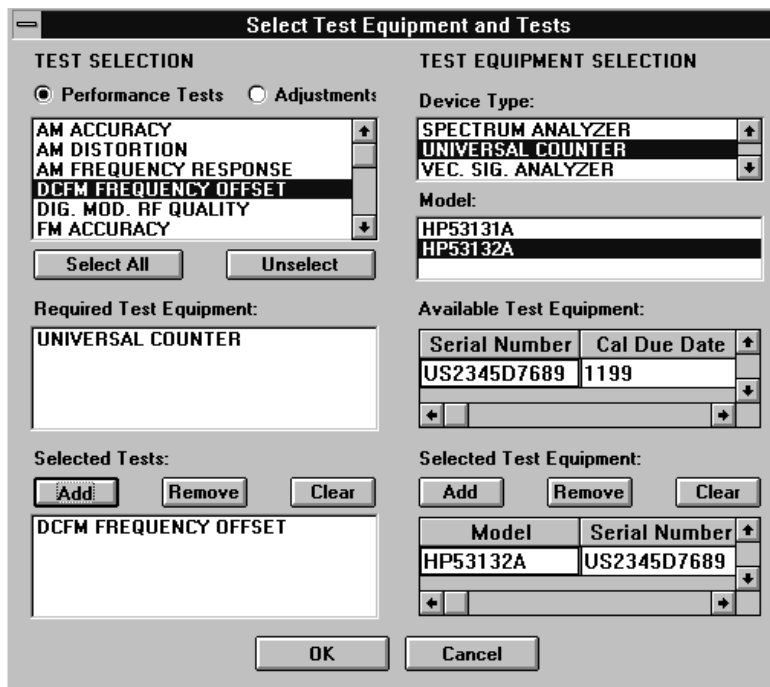 Select Test Equipment and Tests
TEST SELECTION
Performance Tests Adjustments
AM ACCURACY
AM DISTORTION
AM FREQUENCY RESPONSE
DCFM FREQUENCY OFFSET
DIG. MOD. RF QUALITY
FM ACCURACY
Select All Unselect
Required Test Equipment:
UNIVERSAL COUNTER
Selected Tests:
Add Remove Clear
DCFM FREQUENCY OFFSET
TEST EQUIPMENT SELECTION
Device Type:
SPECTRUM ANALYZER
UNIVERSAL COUNTER
VEC. SIG. ANALYZER
Model:
HP53131A
HP53132A
Available Test Equipment:
Serial Number Cal Due Date
US2345D7689 1199
Selected Test Equipment:
Add Remove Clear
Model Serial Number
HP53132A US2345D7689
OK Cancel